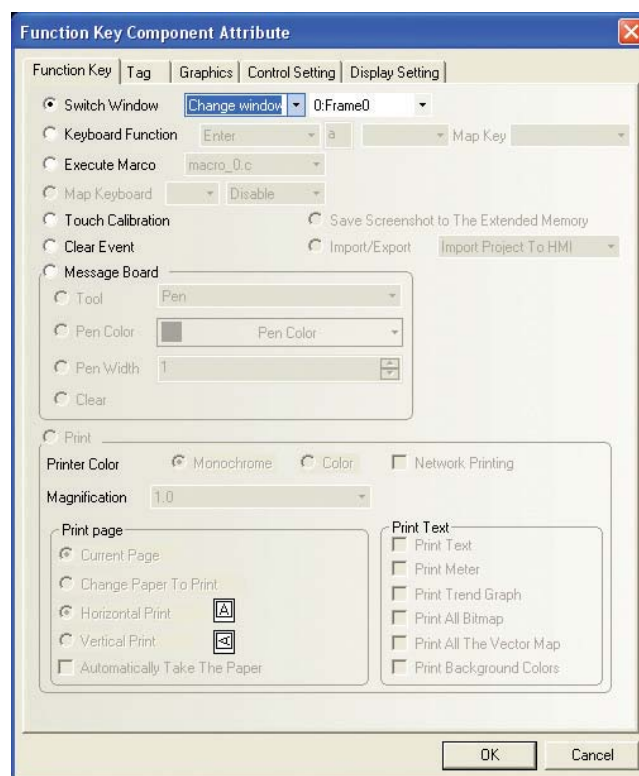 Function Key Component Attribute
Function Key Tag Graphics Control Setting Display Setting
Switch Window Change window 0:Frame0
Keyboard Function Enter a Map Key
Execute Marco macro_0.c
Map Keyboard Disable
Touch Calibration Save Screenshot to The Extended Memory
Clear Event Import/Export Import Project To HMI
Message Board
Tool Pen
Pen Color Pen Color
Pen Width 1
Clear
Print
Printer Color Monochrome Color Network Printing
Magnification 1.0
Print page Print Text
Current Page Print Text
Change Paper To Print Print Meter
Print Trend Graph
Horizontal Print A Print All Bitmap
Vertical Print A Print All The Vector Map
Automatically Take The Paper Print Background Colors
OK Cancel